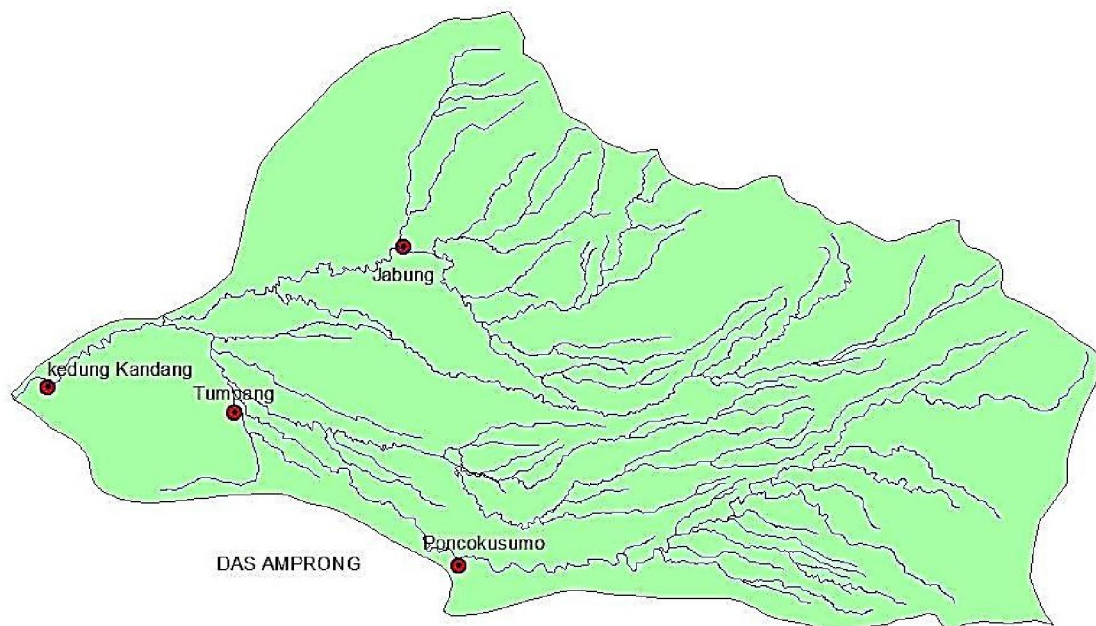 Jabung
kedung Kandang
Tumpang
Poncokusumo
DAS AMPRONG